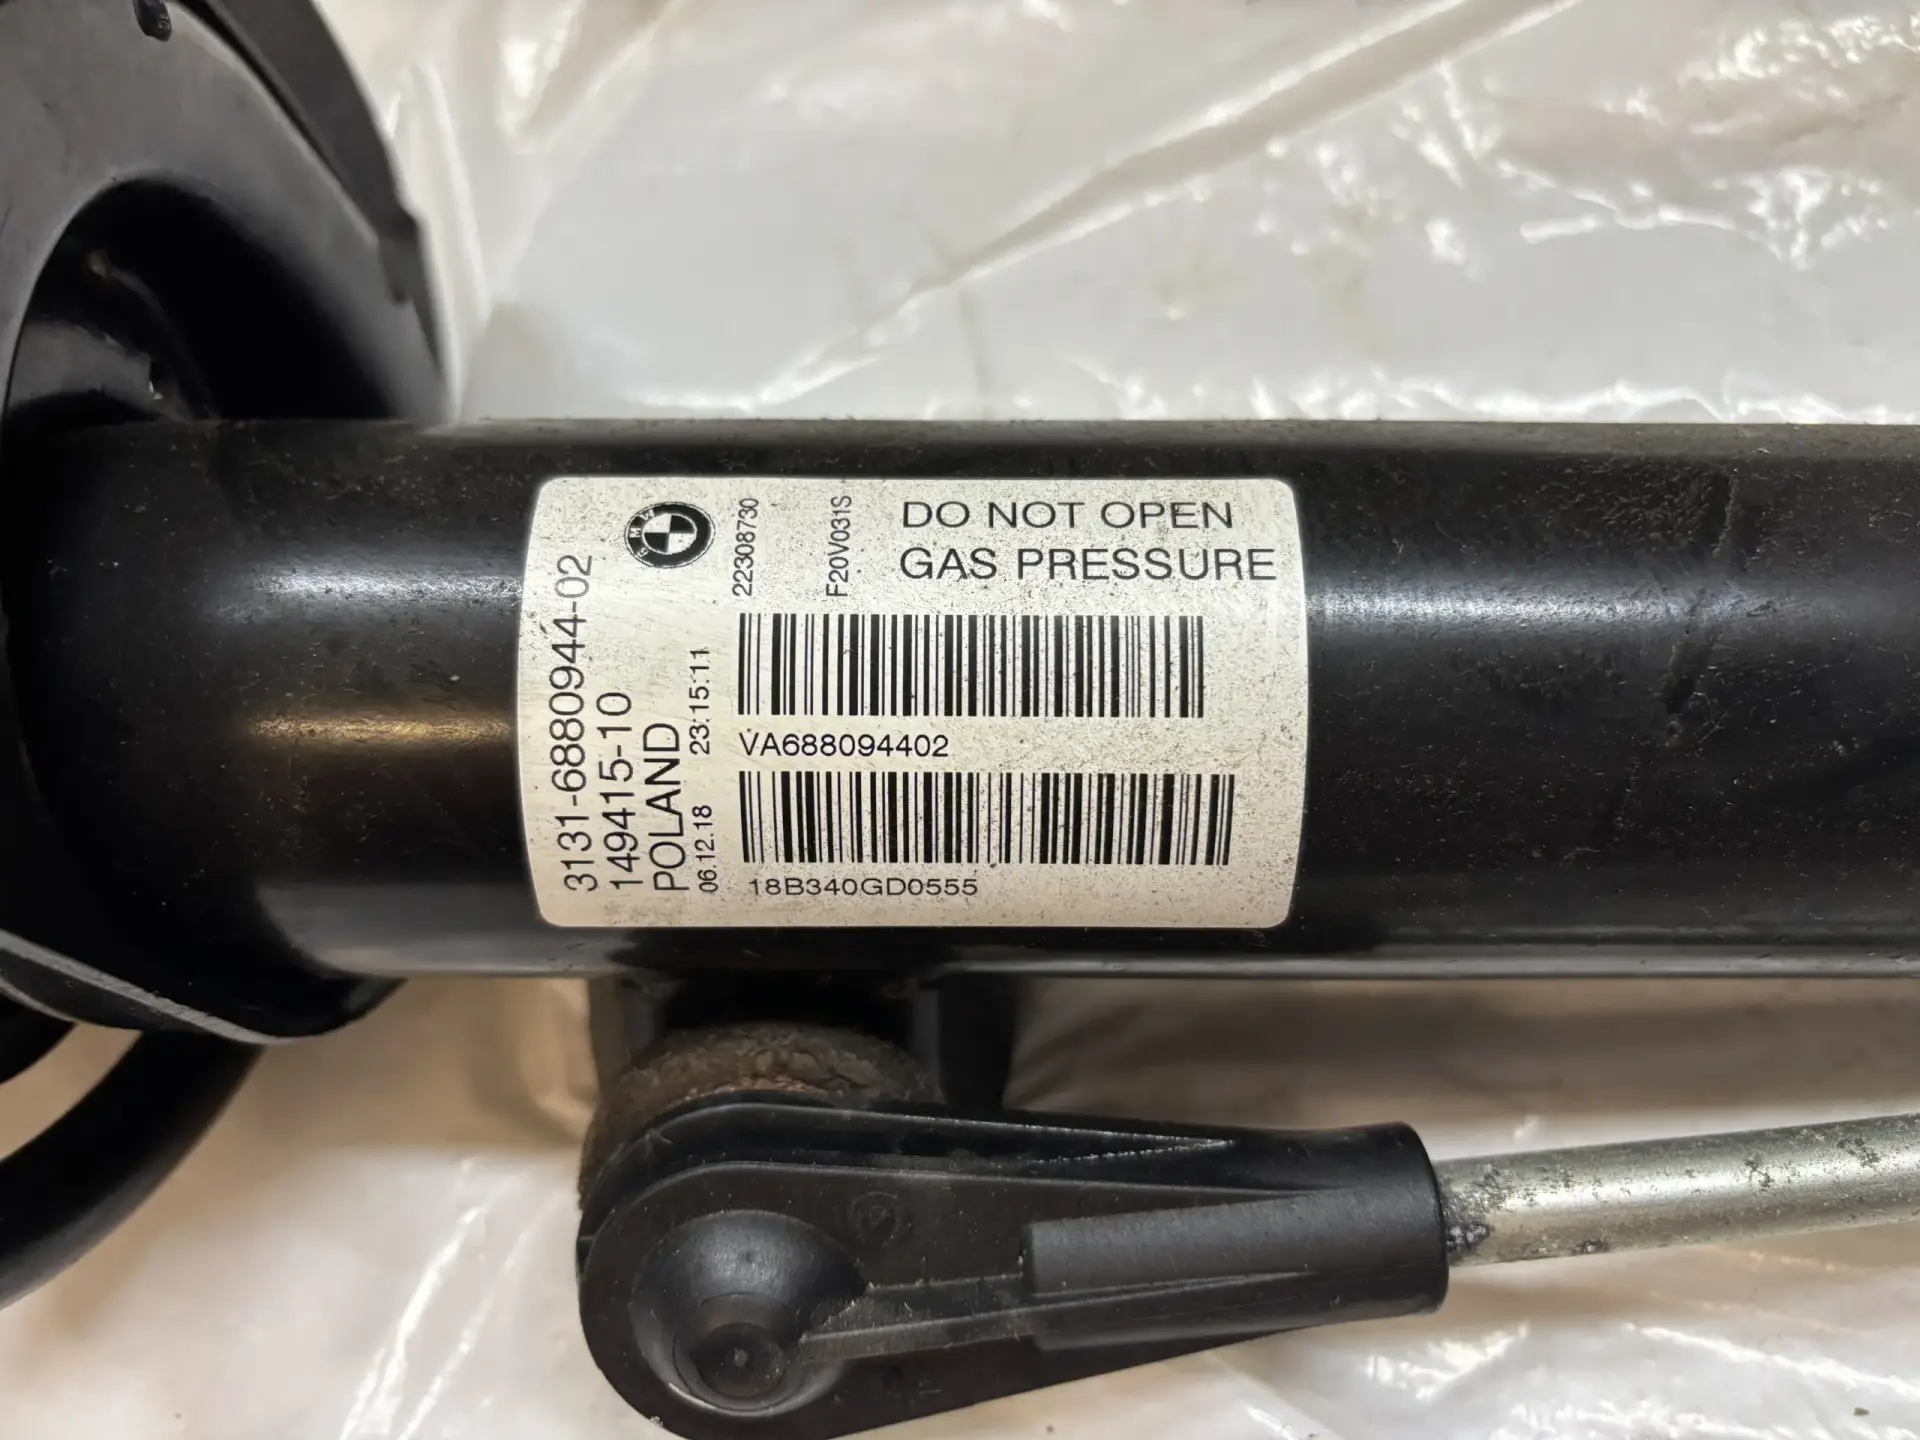 BMW
22308730
F20V031S
DO NOT OPEN
GAS PRESSURE
3131-6880944-02
149415-10
POLAND
06.12.18 23:15:11
VA688094402
18B340GD0555